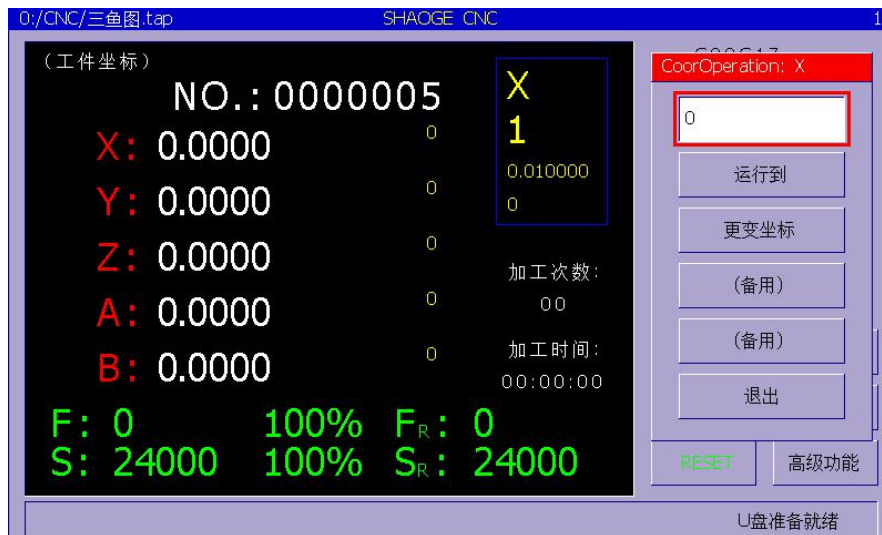 0:/CNC/三鱼图.tap SHAOGE CNC 1
(工件坐标)
NO.: 0000005
X: 0.0000 0
Y: 0.0000 0
Z: 0.0000 0
A: 0.0000 0
B: 0.0000 0
X
1
0.010000
0
加工次数:
00
加工时间:
00:00:00
F: 0 100% FR: 0
S: 24000 100% SR: 24000
CoorOperation: X
0
运行到
更变坐标
(备用)
(备用)
退出
RESET 高级功能
U盘准备就绪